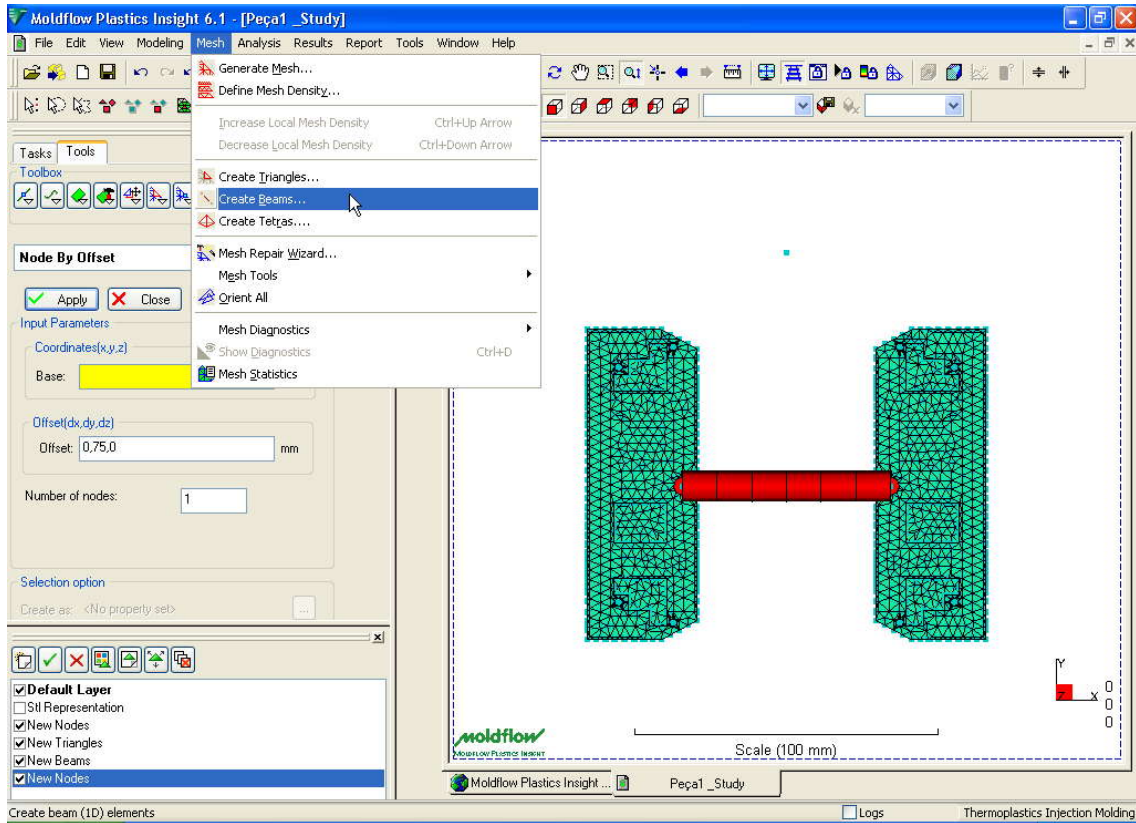 Moldflow Plastics Insight 6.1 - [Peça1 _Study]
File Edit View Modeling Mesh Analysis Results Report Tools Window Help
Generate Mesh...
Define Mesh Density...
Increase Local Mesh Density Ctrl+Up Arrow
Decrease Local Mesh Density Ctrl+Down Arrow
Create Triangles...
Create Beams...
Create Tetras....
Mesh Repair Wizard...
Mesh Tools
Orient All
Mesh Diagnostics
Show Diagnostics Ctrl+D
Mesh Statistics
Tasks Tools
Toolbox
Node By Offset
Apply Close
Input Parameters
Coordinates(x,y,z)
Base:
Offset(dx,dy,dz)
Offset: 0,75,0 mm
Number of nodes: 1
Selection option
Create as: <No property set> ...
Default Layer
Stl Representation
New Nodes
New Triangles
New Beams
New Nodes
Y
Z X
0
0
0
moldflow
MOLDFLOW PLASTICS INSIGHT
Scale (100 mm)
Moldflow Plastics Insight ... Peça1 _Study
Create beam (1D) elements Logs Thermoplastics Injection Molding